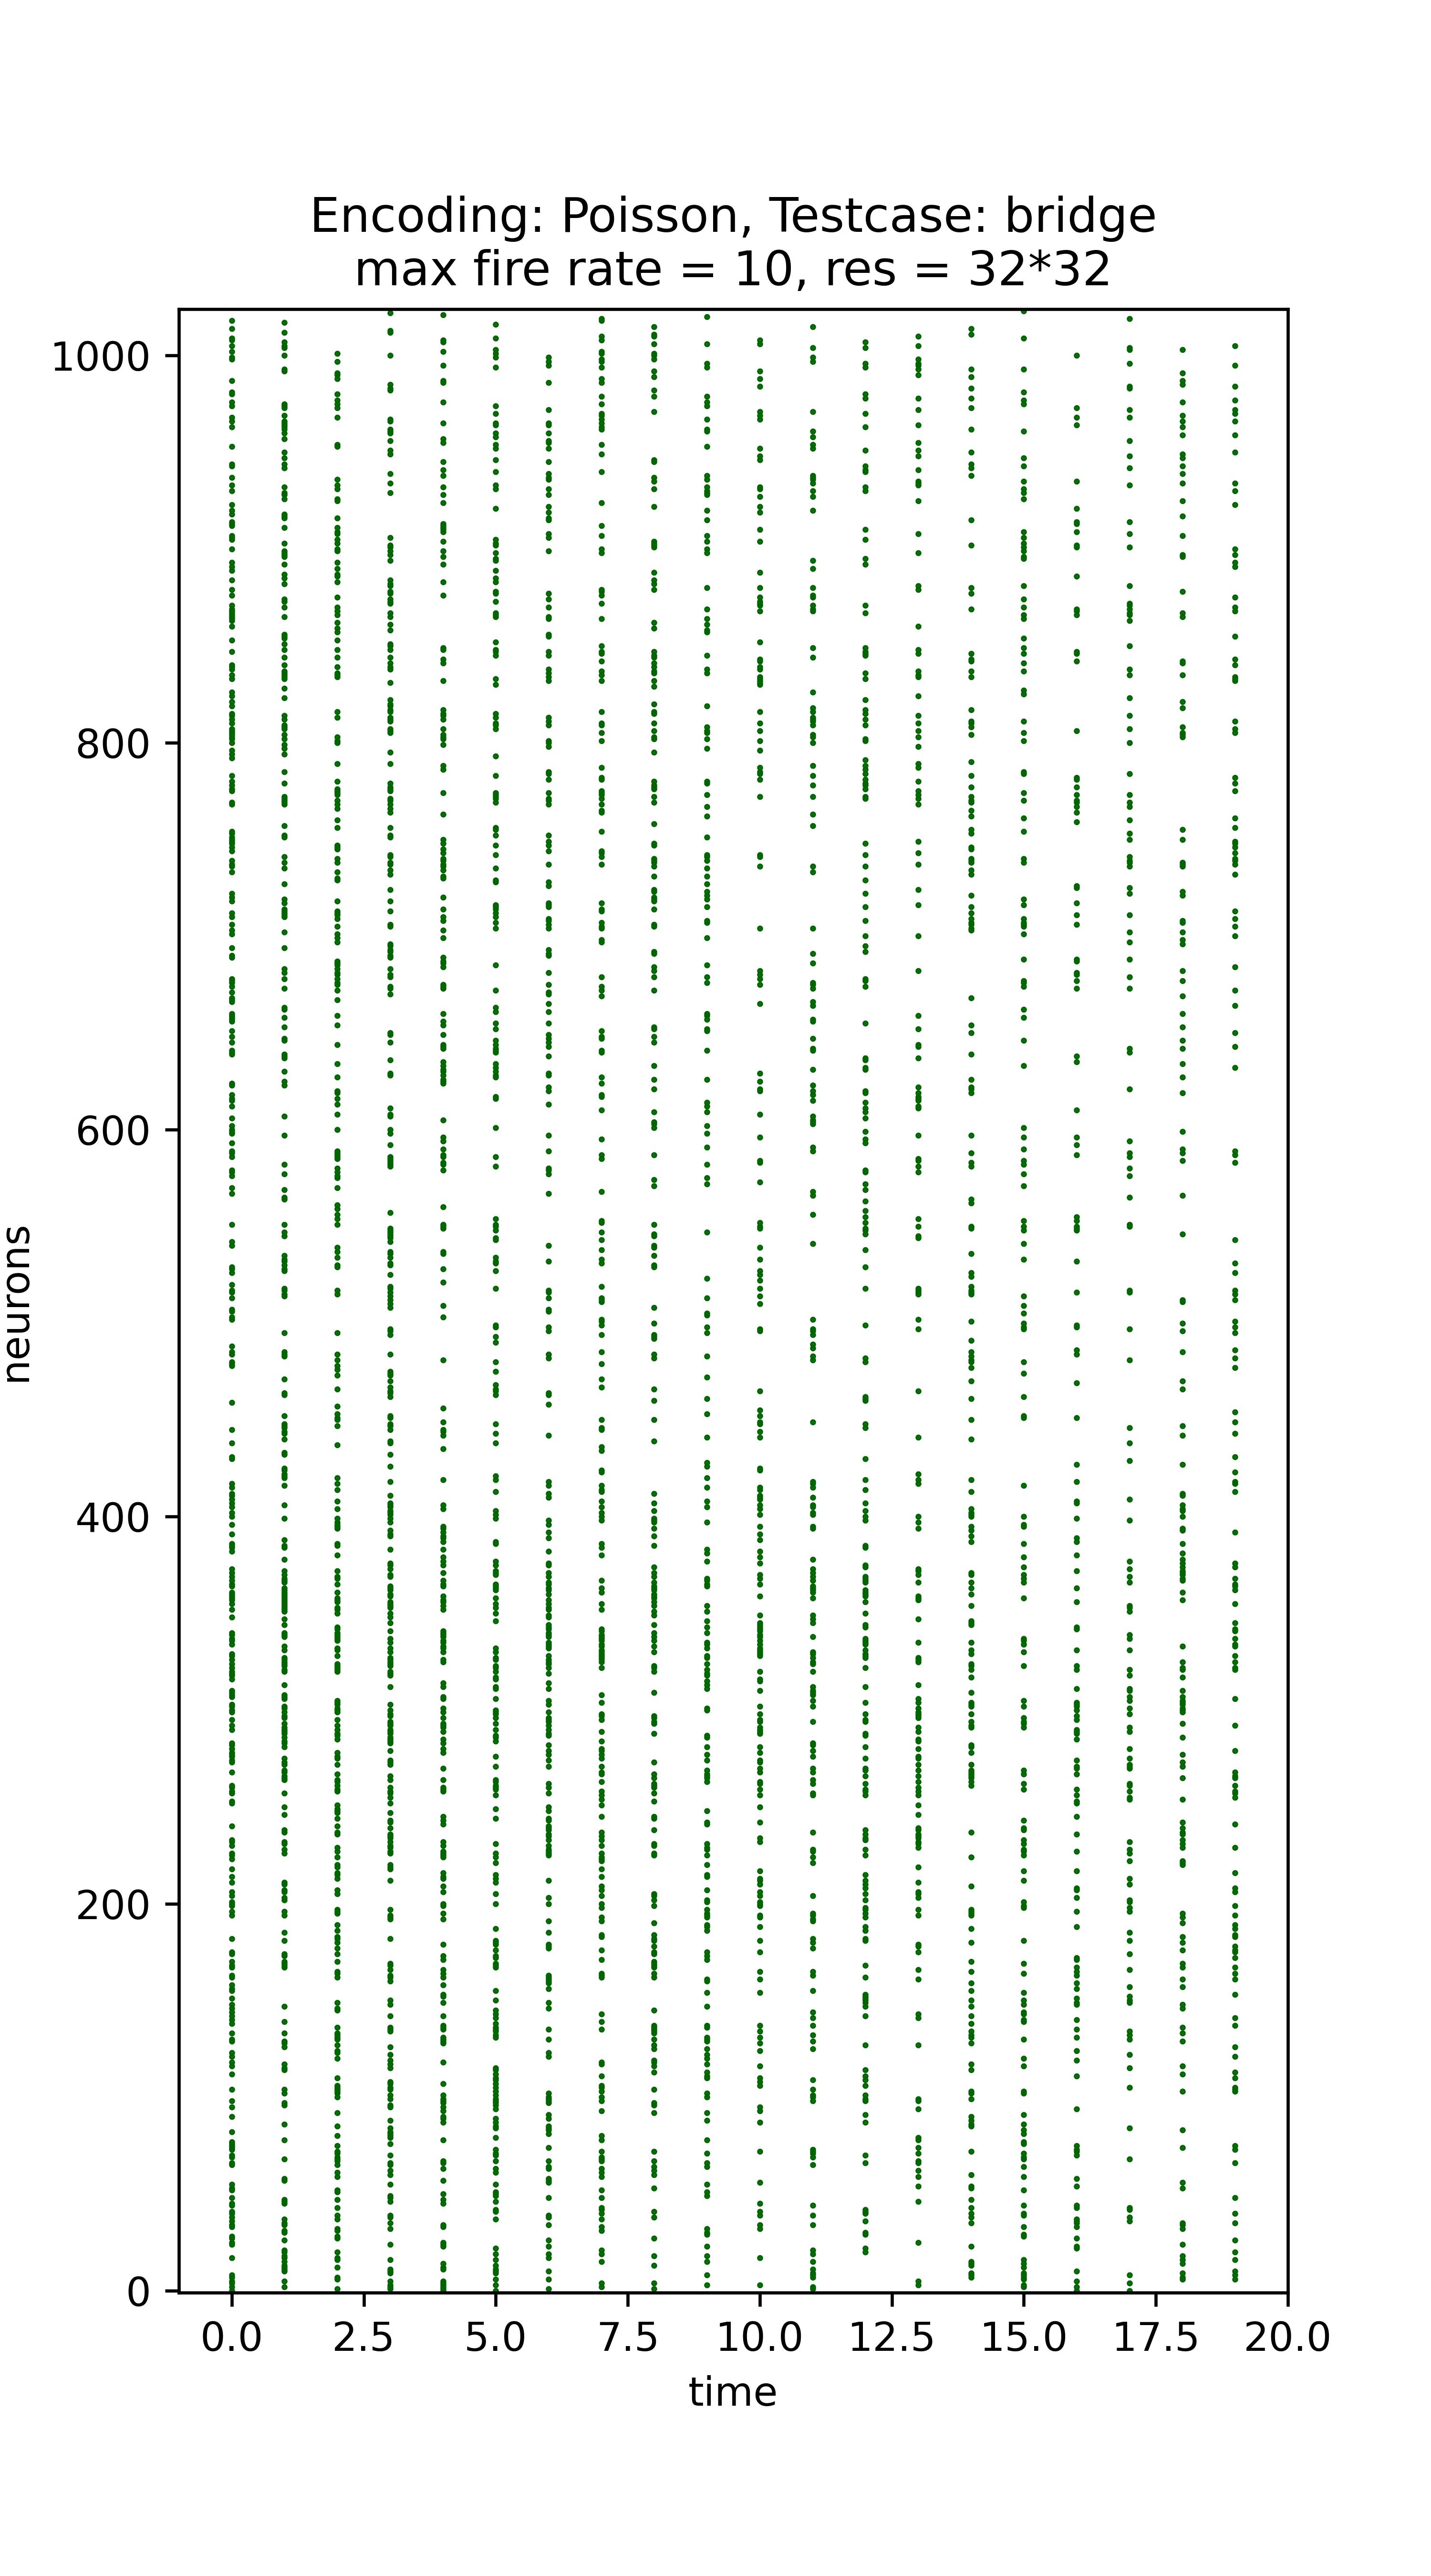 Encoding: Poisson, Testcase: bridge
max fire rate = 10, res = 32*32
1000
800
600
400
200
0
neurons
0.0 2.5 5.0 7.5 10.0 12.5 15.0 17.5 20.0
time